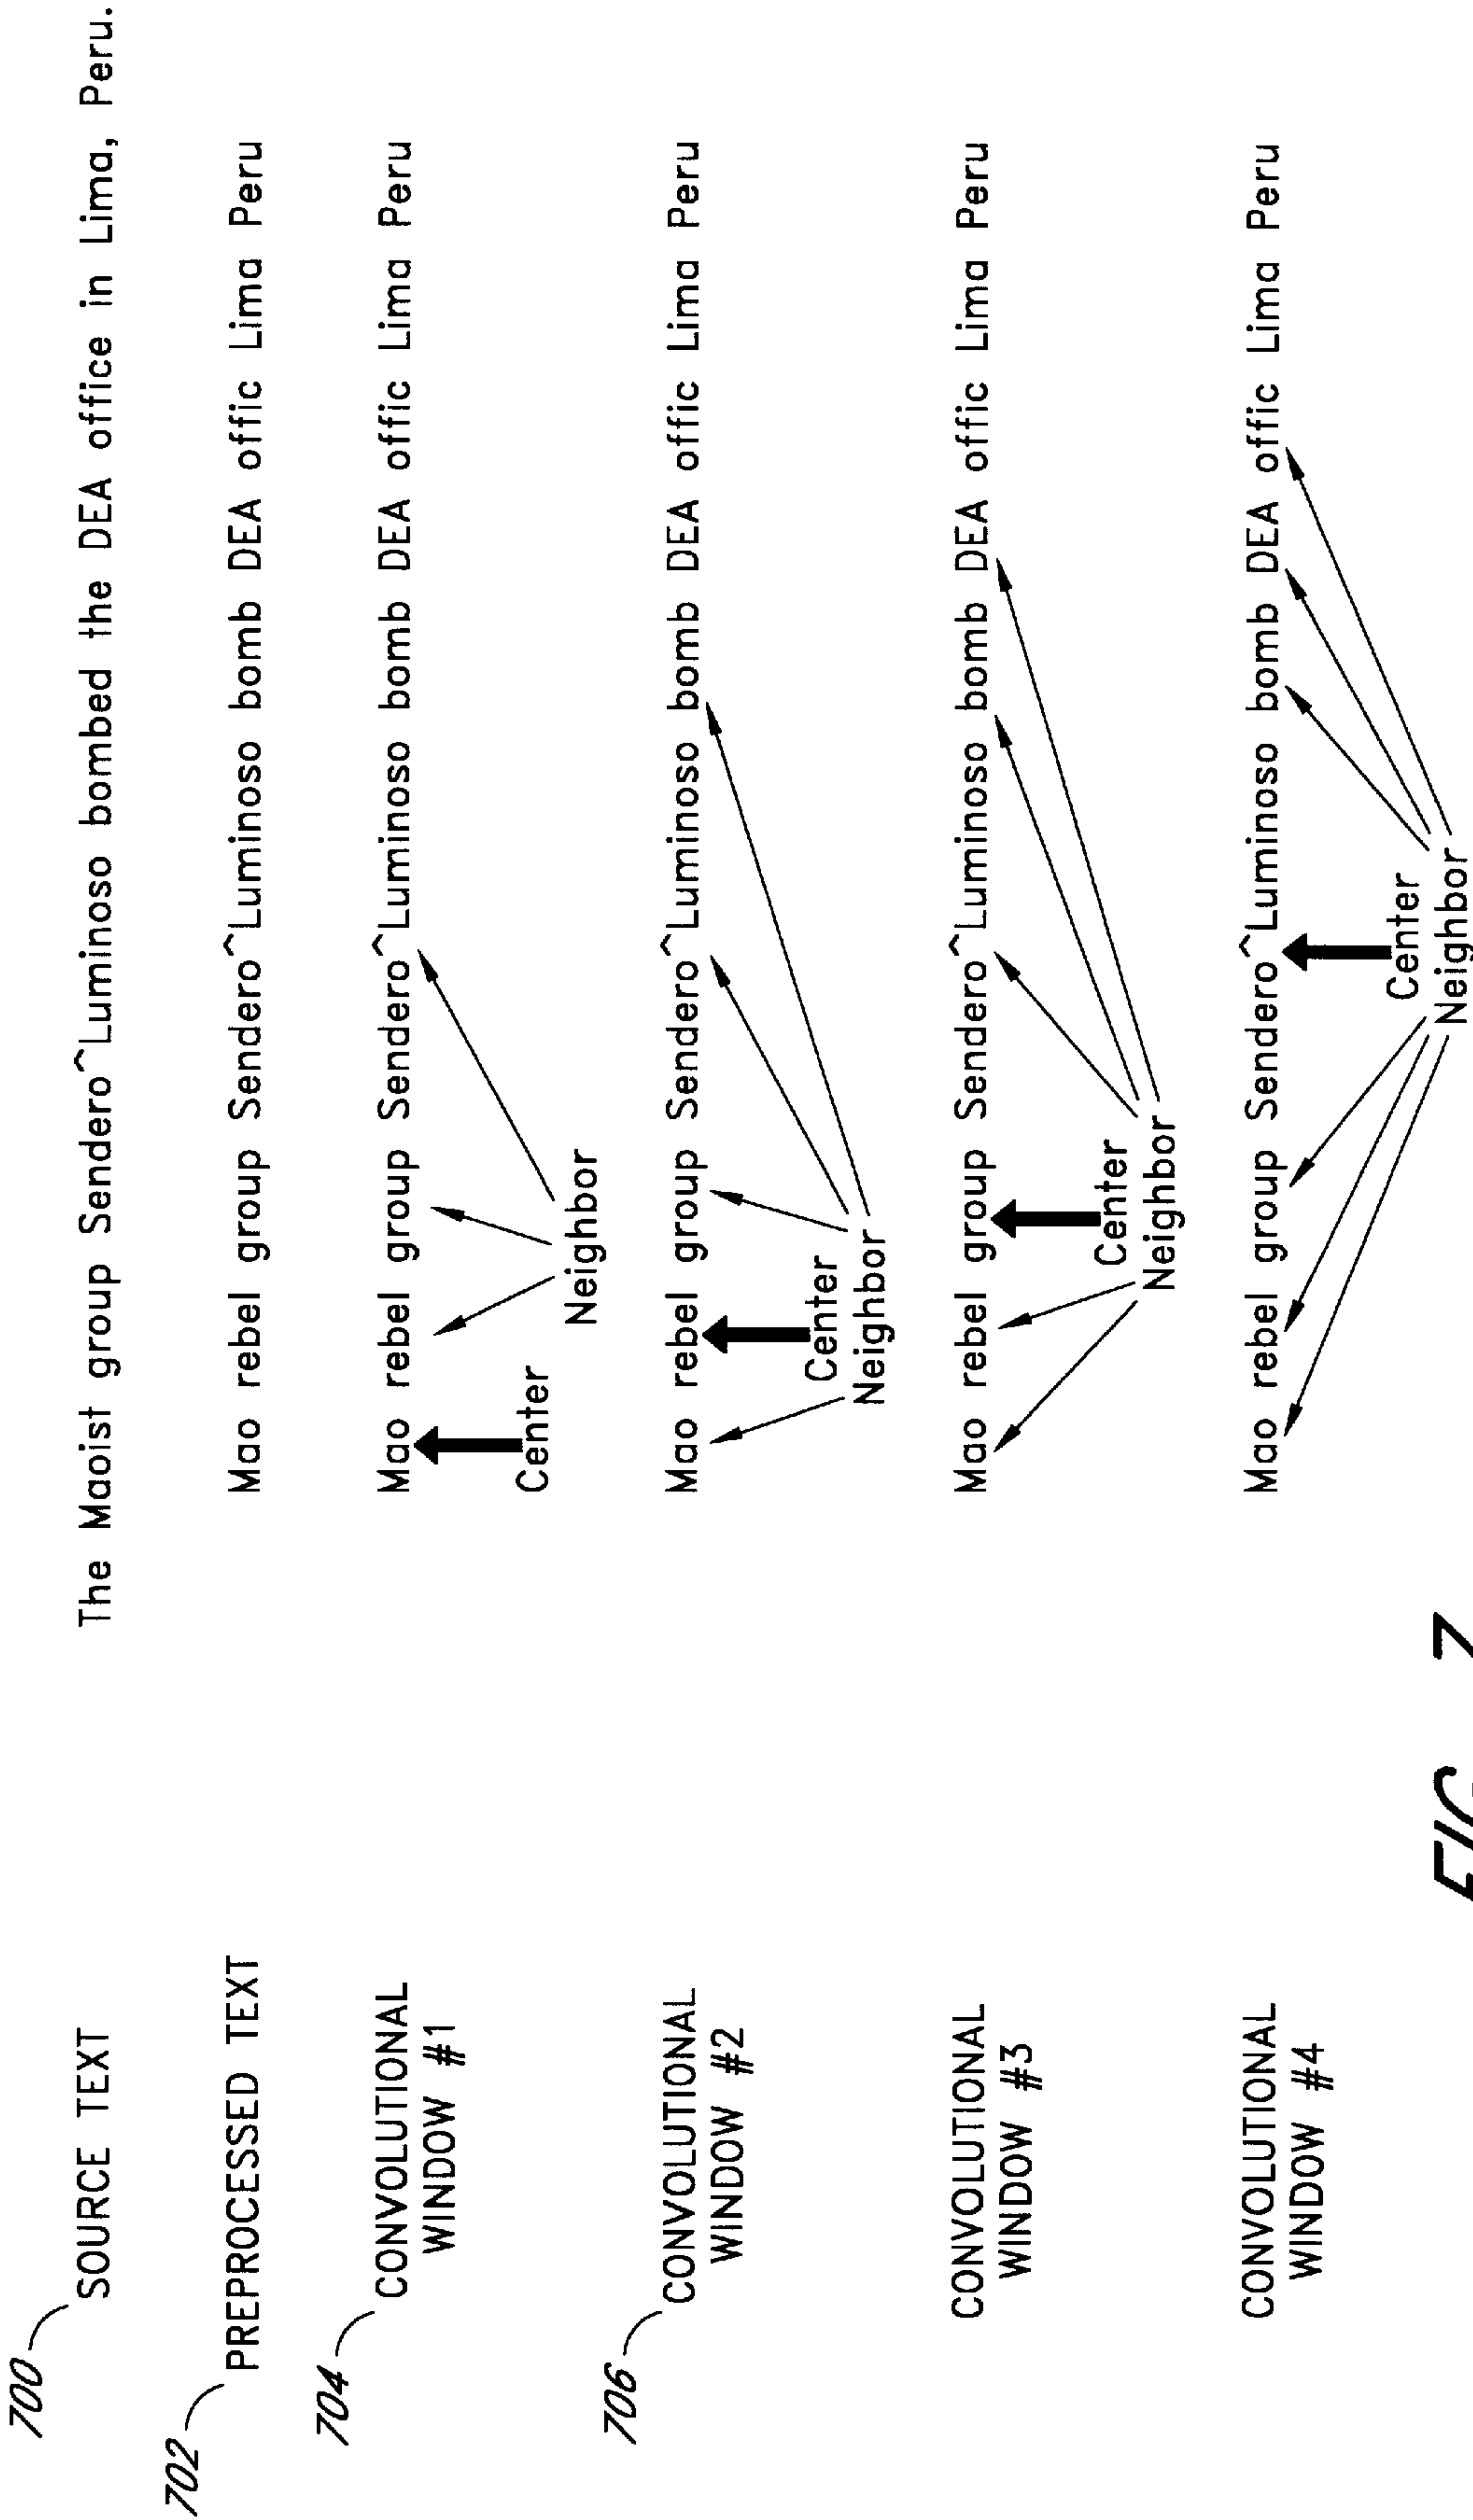 700
SOURCE TEXT
The Maoist group Sendero^Luminoso bombed the DEA office in Lima, Peru.
702
PREPROCESSED TEXT
Mao rebel group Sendero^Luminoso bomb DEA offic Lima Peru
704
CONVOLUTIONAL
WINDOW #1
Mao rebel group Sendero^Luminoso bomb DEA offic Lima Peru
Center
Neighbor
706
CONVOLUTIONAL
WINDOW #2
Mao rebel group Sendero^Luminoso bomb DEA offic Lima Peru
Center
Neighbor
CONVOLUTIONAL
WINDOW #3
Mao rebel group Sendero^Luminoso bomb DEA offic Lima Peru
Center
Neighbor
CONVOLUTIONAL
WINDOW #4
Mao rebel group Sendero^Luminoso bomb DEA offic Lima Peru
Center
Neighbor
FIG. 7